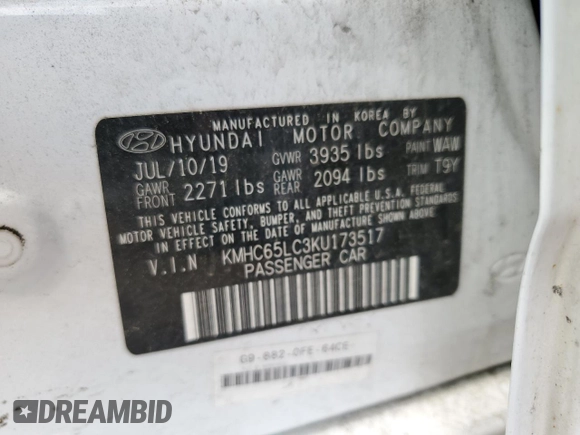 MANUFACTURED IN KOREA BY
HYUNDAI MOTOR COMPANY
JUL/10/19 GVWR 3935 lbs PAINT WAW
GAWR FRONT 2271 lbs GAWR REAR 2094 lbs TRIM T9Y
THIS VEHICLE CONFORMS TO ALL APPLICABLE U.S.A. FEDERAL
MOTOR VEHICLE SAFETY, BUMPER, AND THEFT PREVENTION STANDARDS
IN EFFECT ON THE DATE OF MANUFACTURE SHOWN ABOVE.
V.I.N KMHC65LC3KU173517
PASSENGER CAR
DREAMBID